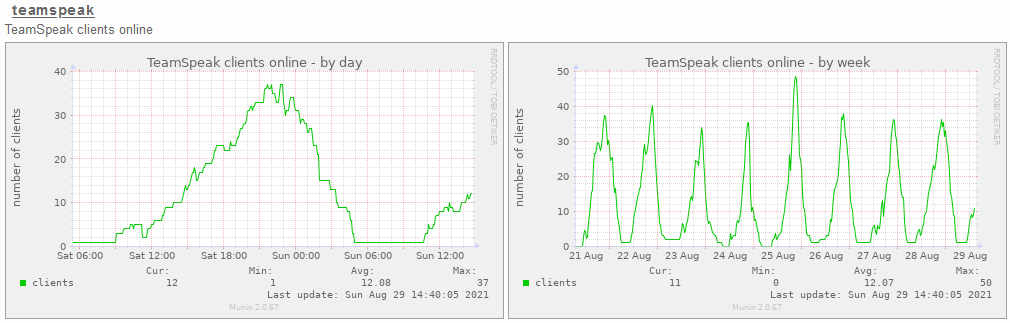 teamspeak
TeamSpeak clients online
TeamSpeak clients online - by day
RRDTOOL / TOBI OETIKER
number of clients
40
30
20
10
0
Sat 06:00 Sat 12:00 Sat 18:00 Sun 00:00 Sun 06:00 Sun 12:00
Cur: Min: Avg: Max:
clients 12 1 12.08 37
Last update: Sun Aug 29 14:40:05 2021
Munin 2.0.67
TeamSpeak clients online - by week
RRDTOOL / TOBI OETIKER
number of clients
50
40
30
20
10
0
21 Aug 22 Aug 23 Aug 24 Aug 25 Aug 26 Aug 27 Aug 28 Aug 29 Aug
Cur: Min: Avg: Max:
clients 11 0 12.07 50
Last update: Sun Aug 29 14:40:05 2021
Munin 2.0.67